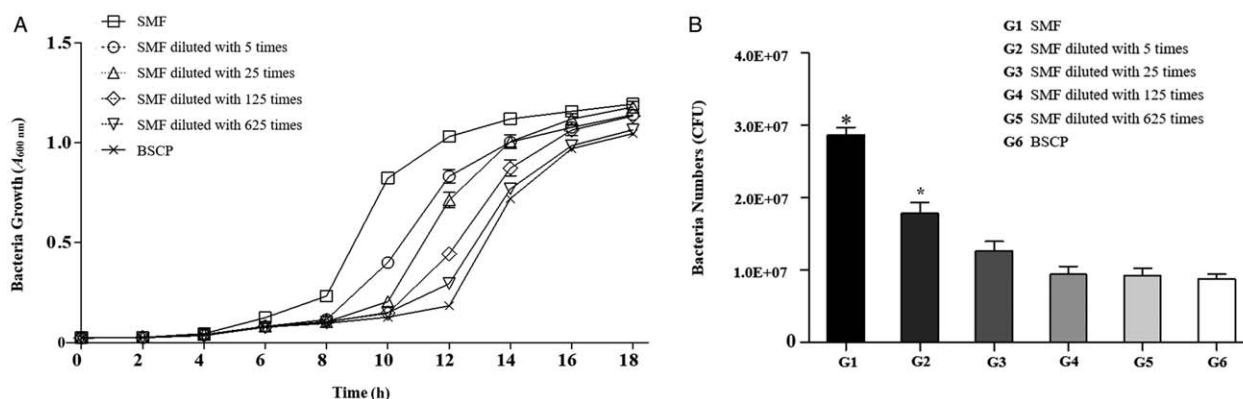 A
SMF
SMF diluted with 5 times
SMF diluted with 25 times
SMF diluted with 125 times
SMF diluted with 625 times
BSCP
1.5
1.0
0.5
0
Bacteria Growth (A600 nm)
0 2 4 6 8 10 12 14 16 18
Time (h)
B
G1 SMF
G2 SMF diluted with 5 times
G3 SMF diluted with 25 times
G4 SMF diluted with 125 times
G5 SMF diluted with 625 times
G6 BSCP
4.0E+07
3.0E+07
2.0E+07
1.0E+07
0
Bacteria Numbers (CFU)
*
*
G1 G2 G3 G4 G5 G6